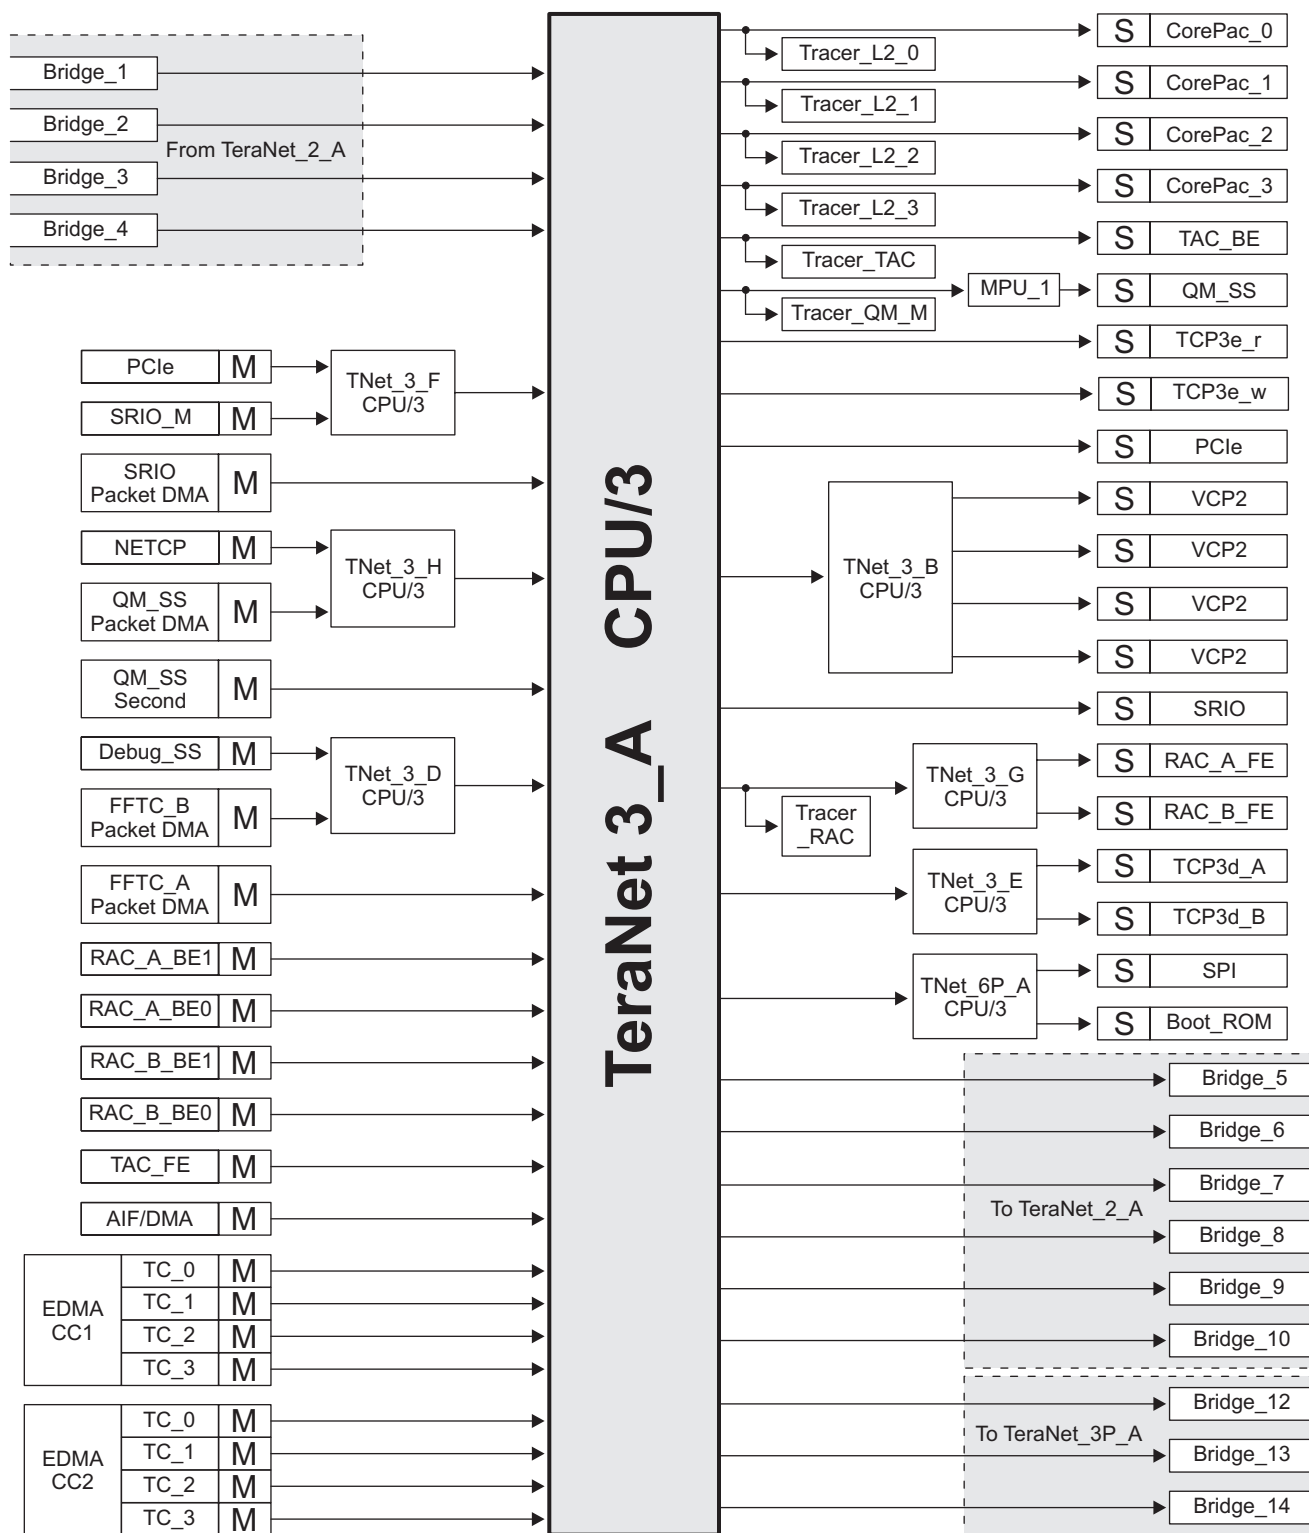 Bridge_1
Bridge_2
From TeraNet_2_A
Bridge_3
Bridge_4
PCIe M
SRIO_M M
TNet_3_F
CPU/3
SRIO
Packet DMA
M
NETCP M
QM_SS
Packet DMA
M
TNet_3_H
CPU/3
QM_SS
Second
M
Debug_SS M
FFTC_B
Packet DMA
M
TNet_3_D
CPU/3
FFTC_A
Packet DMA
M
RAC_A_BE1 M
RAC_A_BE0 M
RAC_B_BE1 M
RAC_B_BE0 M
TAC_FE M
AIF/DMA M
EDMA
CC1
TC_0 M
TC_1 M
TC_2 M
TC_3 M
EDMA
CC2
TC_0 M
TC_1 M
TC_2 M
TC_3 M
TeraNet 3_A CPU/3
S CorePac_0
Tracer_L2_0
S CorePac_1
Tracer_L2_1
S CorePac_2
Tracer_L2_2
S CorePac_3
Tracer_L2_3
S TAC_BE
Tracer_TAC
MPU_1
S QM_SS
Tracer_QM_M
S TCP3e_r
S TCP3e_w
S PCIe
TNet_3_B
CPU/3
S VCP2
S VCP2
S VCP2
S VCP2
S SRIO
Tracer
_RAC
TNet_3_G
CPU/3
S RAC_A_FE
S RAC_B_FE
TNet_3_E
CPU/3
S TCP3d_A
S TCP3d_B
TNet_6P_A
CPU/3
S SPI
S Boot_ROM
Bridge_5
Bridge_6
Bridge_7
To TeraNet_2_A
Bridge_8
Bridge_9
Bridge_10
Bridge_12
To TeraNet_3P_A
Bridge_13
Bridge_14